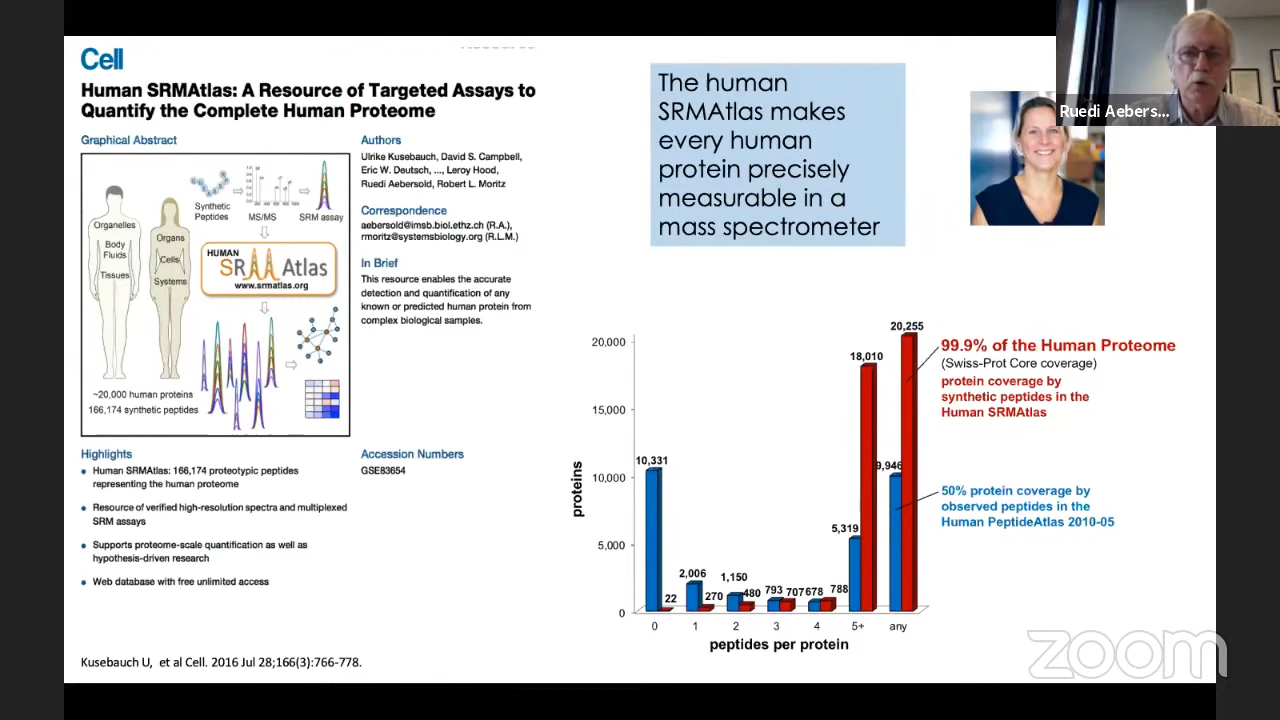 Cell
Human SRMAtlas: A Resource of Targeted Assays to
Quantify the Complete Human Proteome
Graphical Abstract
Synthetic
Peptides
MS/MS
SRM assay
Organelles
Body
Fluids
Tissues
Organs
Cells
Systems
HUMAN
SRM Atlas
www.srmatlas.org
~20,000 human proteins
166,174 synthetic peptides
Authors
Ulrike Kusebauch, David S. Campbell,
Eric W. Deutsch, ..., Leroy Hood,
Ruedi Aebersold, Robert L. Moritz
Correspondence
aebersold@imsb.biol.ethz.ch (R.A.),
rmoritz@systemsbiology.org (R.L.M.)
In Brief
This resource enables the accurate
detection and quantification of any
known or predicted human protein from
complex biological samples.
Highlights
• Human SRMAtlas: 166,174 proteotypic peptides
representing the human proteome
• Resource of verified high-resolution spectra and multiplexed
SRM assays
• Supports proteome-scale quantification as well as
hypothesis-driven research
• Web database with free unlimited access
Accession Numbers
GSE83654
Kusebauch U, et al Cell. 2016 Jul 28;166(3):766-778.
The human
SRMAtlas makes
every human
protein precisely
measurable in a
mass spectrometer
Ruedi Aebers...
proteins
20,000
15,000
10,000
5,000
0
10,331
22
2,006
270
1,150
480
793
707
678
788
5,319
18,010
9,946
20,255
0 1 2 3 4 5+ any
peptides per protein
99.9% of the Human Proteome
(Swiss-Prot Core coverage)
protein coverage by
synthetic peptides in the
Human SRMAtlas
50% protein coverage by
observed peptides in the
Human PeptideAtlas 2010-05
zoom